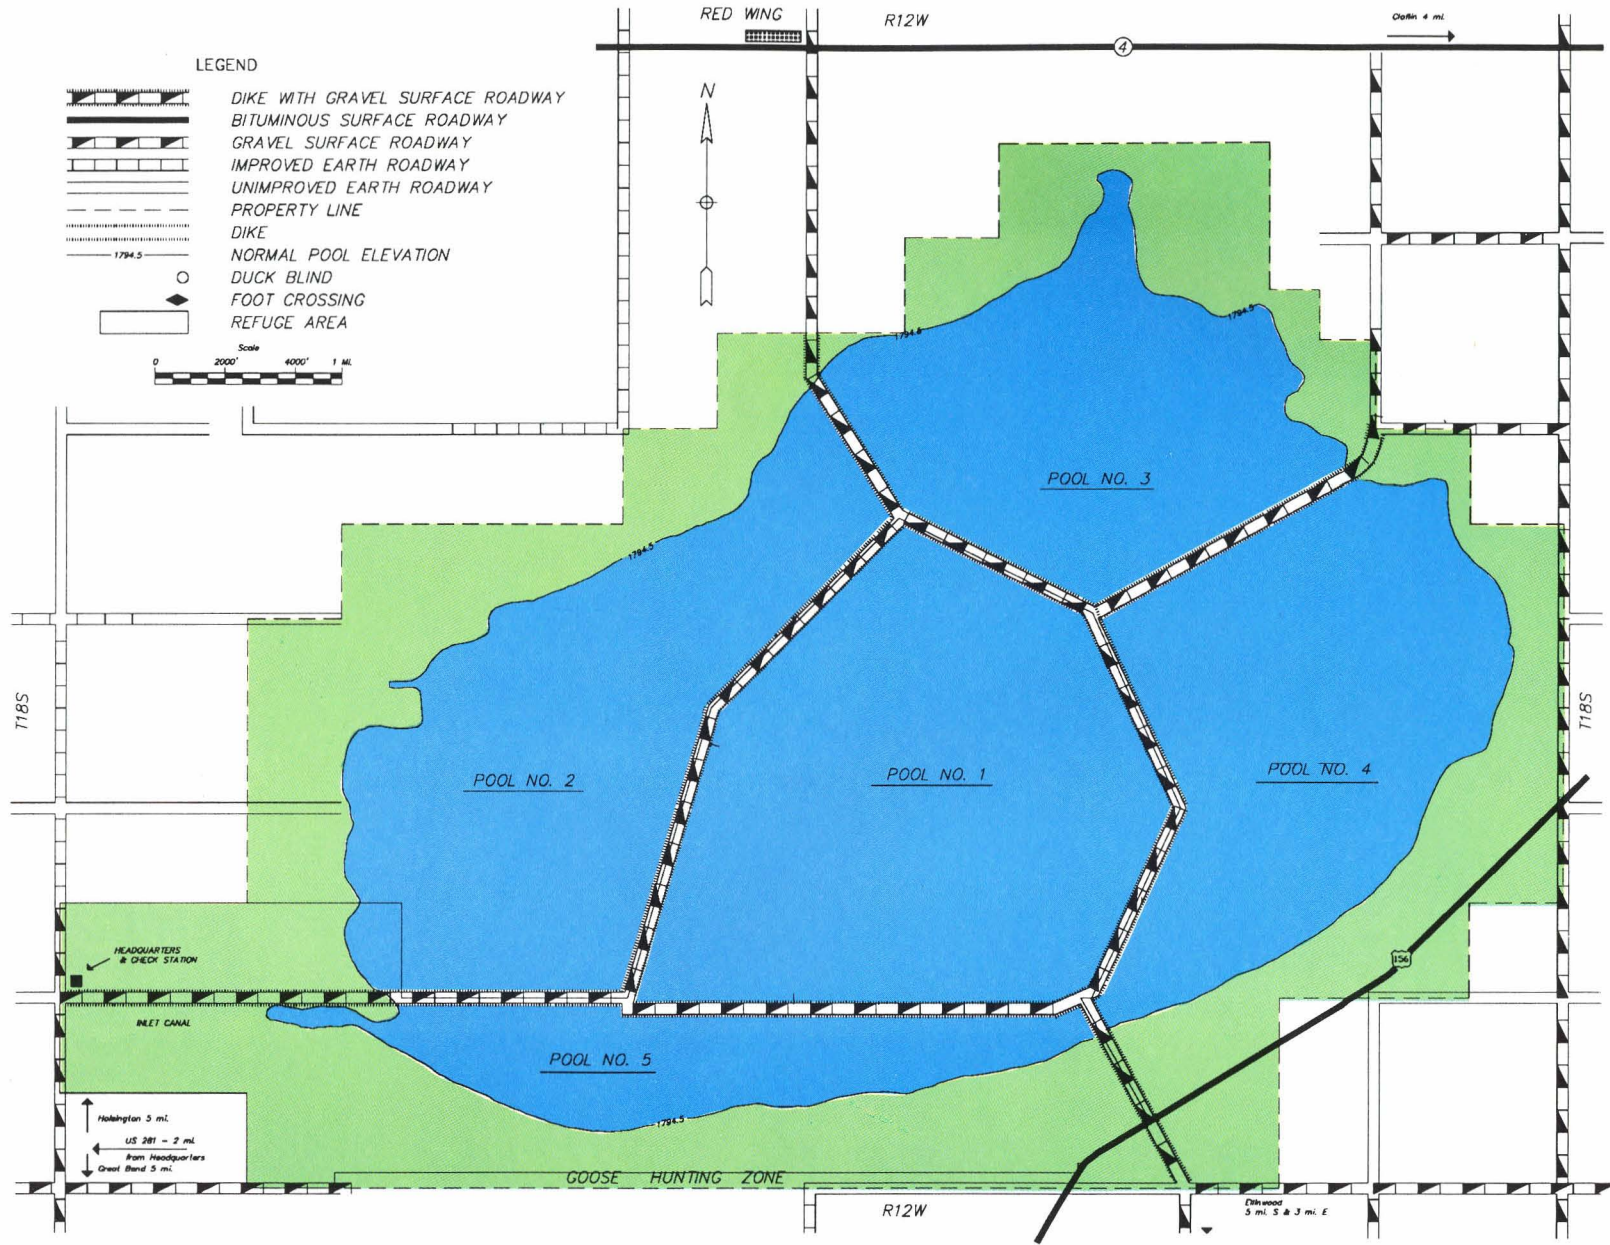 RED WING
R12W
Claflin 4 mi.
4
LEGEND
DIKE WITH GRAVEL SURFACE ROADWAY
BITUMINOUS SURFACE ROADWAY
GRAVEL SURFACE ROADWAY
IMPROVED EARTH ROADWAY
UNIMPROVED EARTH ROADWAY
PROPERTY LINE
DIKE
1794.5
NORMAL POOL ELEVATION
DUCK BLIND
FOOT CROSSING
REFUGE AREA
Scale
0 2000' 4000' 1 MI.
N
1794.5
1794.5
1794.5
POOL NO. 3
T18S
T18S
POOL NO. 2
POOL NO. 1
POOL NO. 4
HEADQUARTERS
& CHECK STATION
156
INLET CANAL
POOL NO. 5
1794.5
Hoisington 5 mi.
US 281 - 2 mi.
from Headquarters
Great Bend 5 mi.
GOOSE HUNTING ZONE
R12W
Ellinwood
5 mi. S & 3 mi. E